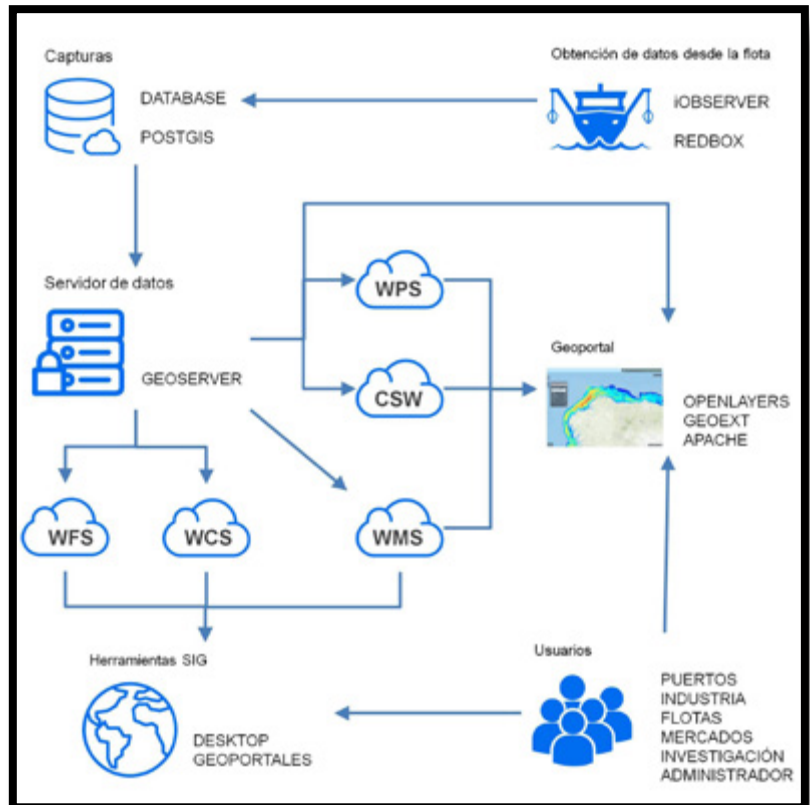 Capturas
DATABASE
POSTGIS
Obtención de datos desde la flota
iOBSERVER
REDBOX
Servidor de datos
GEOSERVER
WPS
CSW
Geoportal
OPENLAYERS
GEOEXT
APACHE
WFS
WCS
WMS
Herramientas SIG
DESKTOP
GEOPORTALES
Usuarios
PUERTOS
INDUSTRIA
FLOTAS
MERCADOS
INVESTIGACIÓN
ADMINISTRADOR